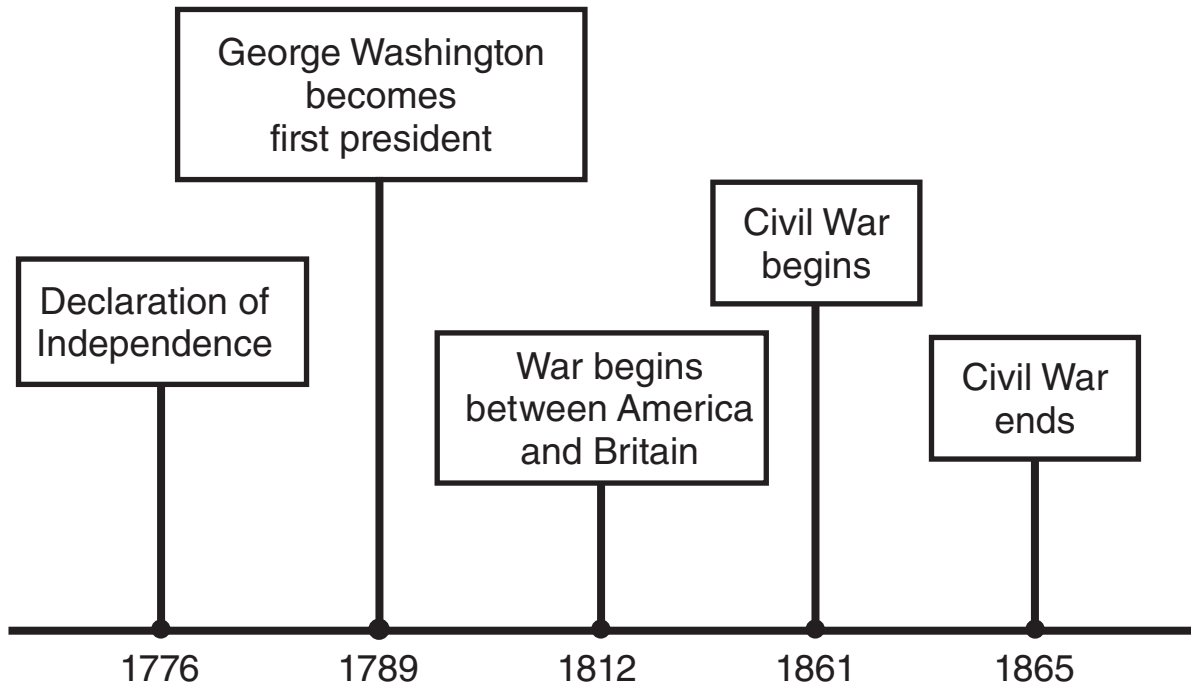 George Washington
becomes
first president
Declaration of
Independence
War begins
between America
and Britain
Civil War
begins
Civil War
ends
1776
1789
1812
1861
1865